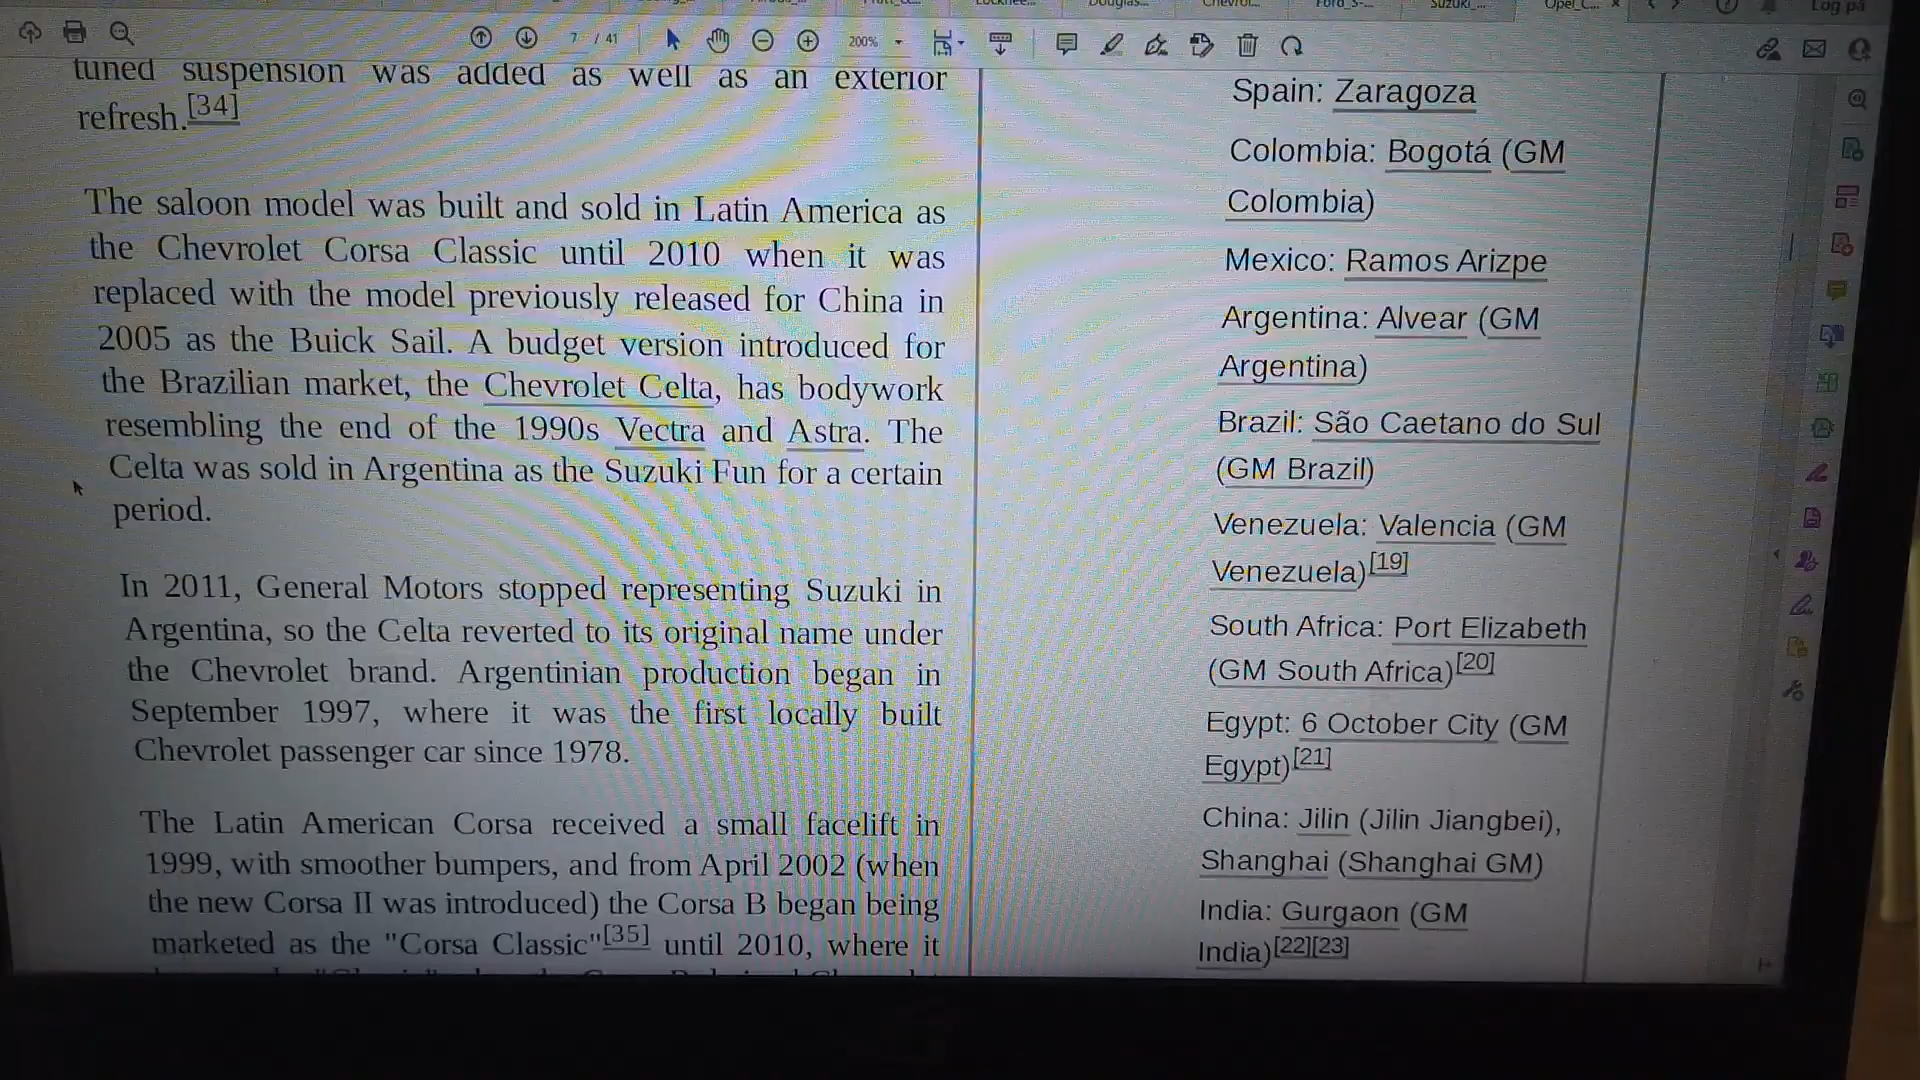 Lockhee...
Douglas...
Chevrol...
Ford_S-...
Suzuki_...
Opel_C...
Log på
7 / 41
200%
tuned suspension was added as well as an exterior
refresh.[34]
The saloon model was built and sold in Latin America as
the Chevrolet Corsa Classic until 2010 when it was
replaced with the model previously released for China in
2005 as the Buick Sail. A budget version introduced for
the Brazilian market, the Chevrolet Celta, has bodywork
resembling the end of the 1990s Vectra and Astra. The
Celta was sold in Argentina as the Suzuki Fun for a certain
period.
In 2011, General Motors stopped representing Suzuki in
Argentina, so the Celta reverted to its original name under
the Chevrolet brand. Argentinian production began in
September 1997, where it was the first locally built
Chevrolet passenger car since 1978.
The Latin American Corsa received a small facelift in
1999, with smoother bumpers, and from April 2002 (when
the new Corsa II was introduced) the Corsa B began being
marketed as the "Corsa Classic"[35] until 2010, where it
Spain: Zaragoza
Colombia: Bogotá (GM
Colombia)
Mexico: Ramos Arizpe
Argentina: Alvear (GM
Argentina)
Brazil: São Caetano do Sul
(GM Brazil)
Venezuela: Valencia (GM
Venezuela)[19]
South Africa: Port Elizabeth
(GM South Africa)[20]
Egypt: 6 October City (GM
Egypt)[21]
China: Jilin (Jilin Jiangbei),
Shanghai (Shanghai GM)
India: Gurgaon (GM
India)[22][23]